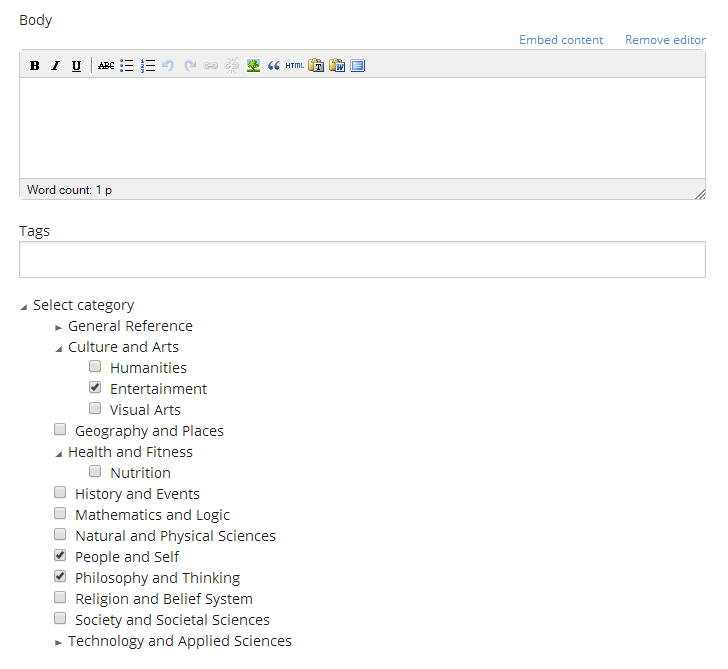 Body
Embed content Remove editor
B I U ABC HTML
Word count: 1 p
Tags
Select category
General Reference
Culture and Arts
Humanities
Entertainment
Visual Arts
Geography and Places
Health and Fitness
Nutrition
History and Events
Mathematics and Logic
Natural and Physical Sciences
People and Self
Philosophy and Thinking
Religion and Belief System
Society and Societal Sciences
Technology and Applied Sciences